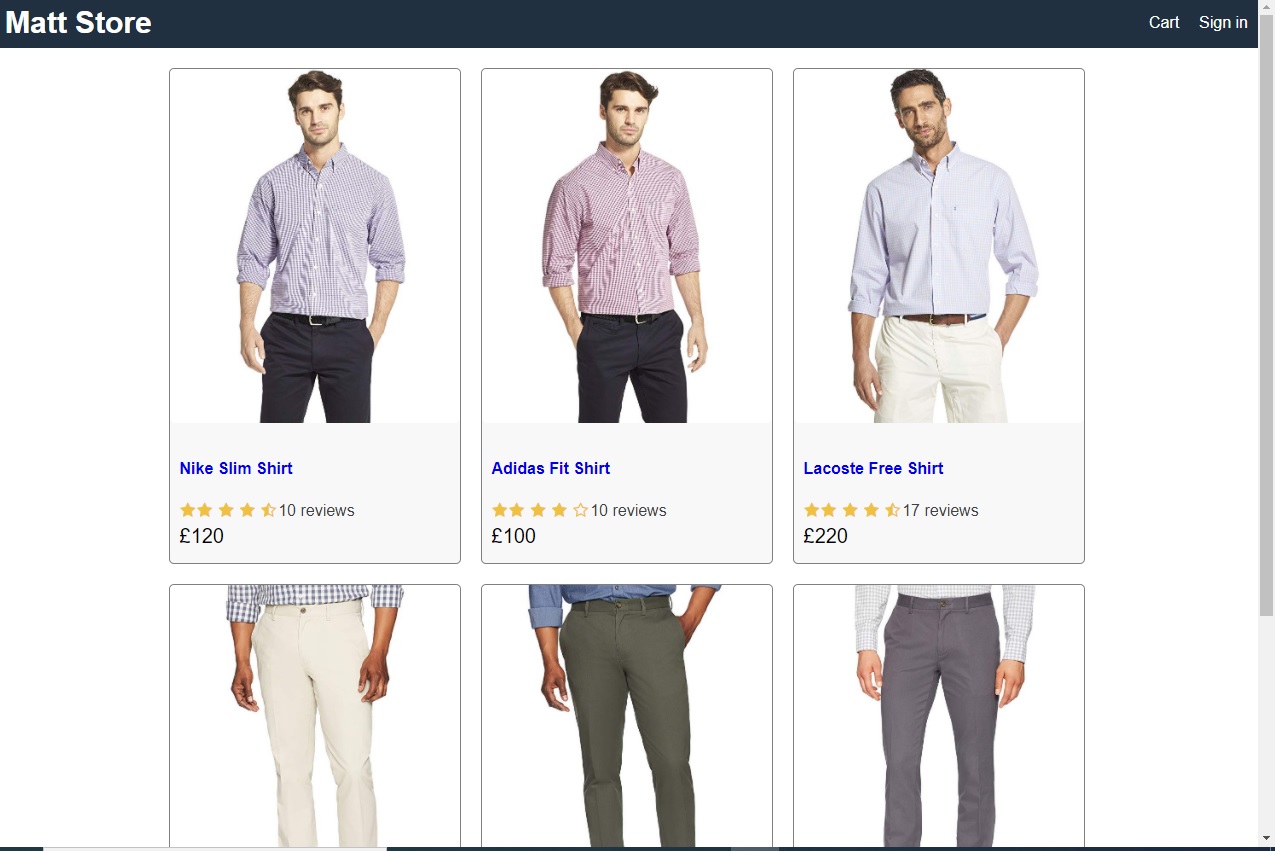 Matt Store
Cart Sign in
Nike Slim Shirt
10 reviews
£120
Adidas Fit Shirt
10 reviews
£100
Lacoste Free Shirt
17 reviews
£220